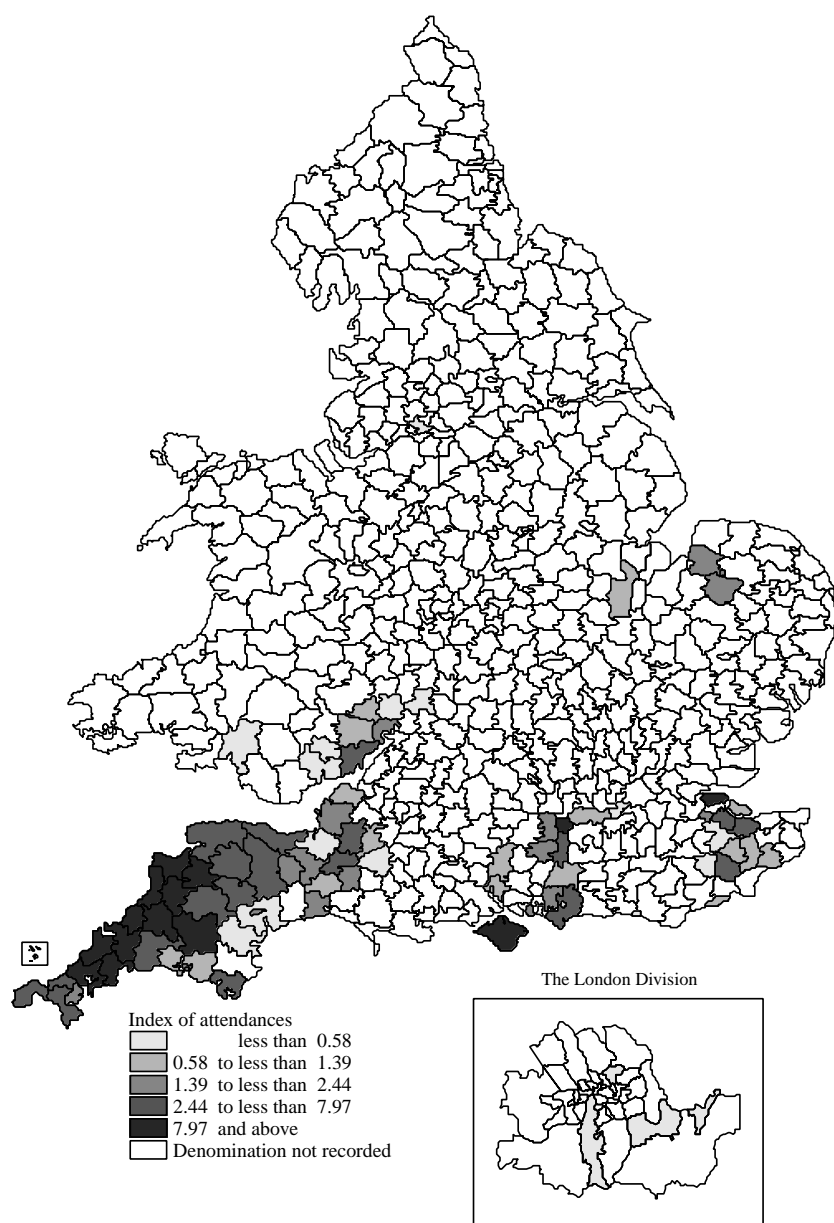 The London Division
Index of attendances
less than 0.58
0.58 to less than 1.39
1.39 to less than 2.44
2.44 to less than 7.97
7.97 and above
Denomination not recorded